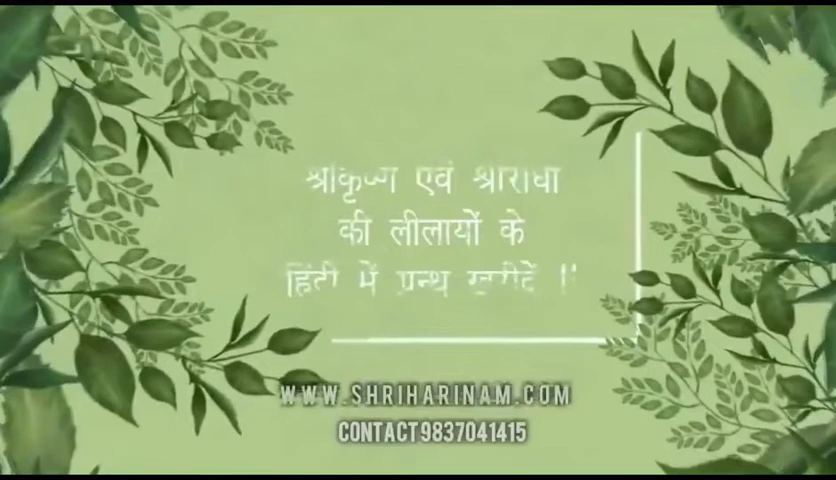 श्रीकृष्ण एवं श्रीराधा
की लीलायों के
हिंदी में ग्रन्थ खरीदें ।।
WWW.SHRIHARINAM.COM
CONTACT 9837041415